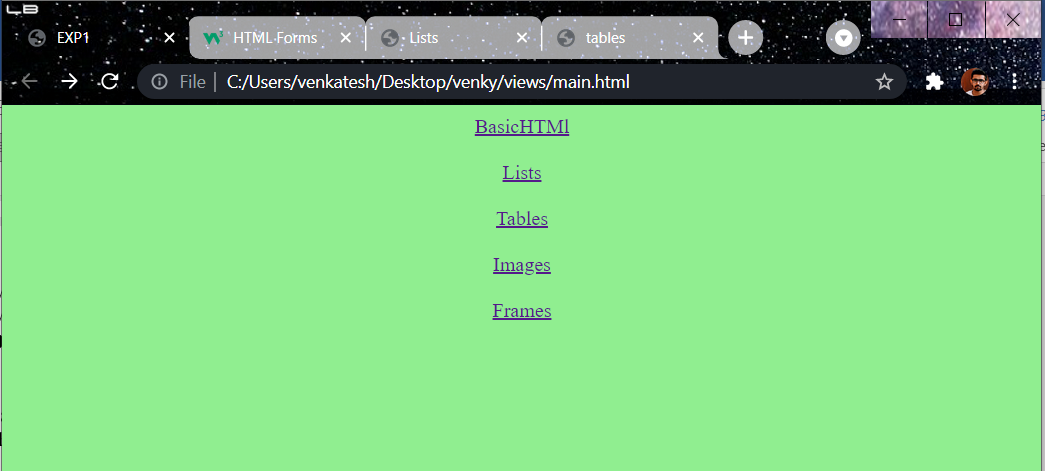 EXP1
HTML Forms
Lists
tables
File
C:/Users/venkatesh/Desktop/venky/views/main.html
BasicHTMl
Lists
Tables
Images
Frames